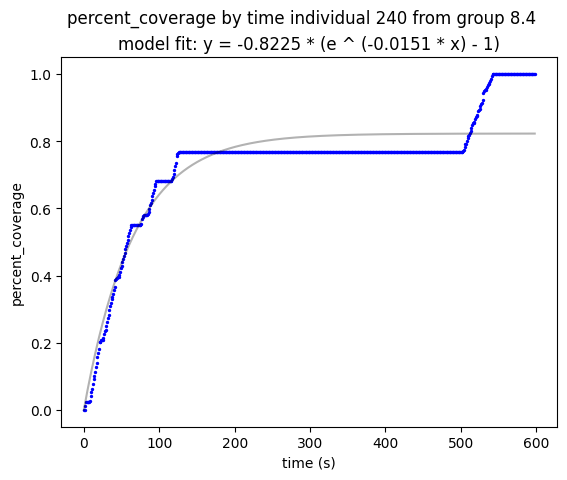 percent_coverage by time individual 240 from group 8.4
model fit: y = -0.8225 * (e ^ (-0.0151 * x) - 1)
1.0
0.8
0.6
0.4
0.2
0.0
percent_coverage
0 100 200 300 400 500 600
time (s)